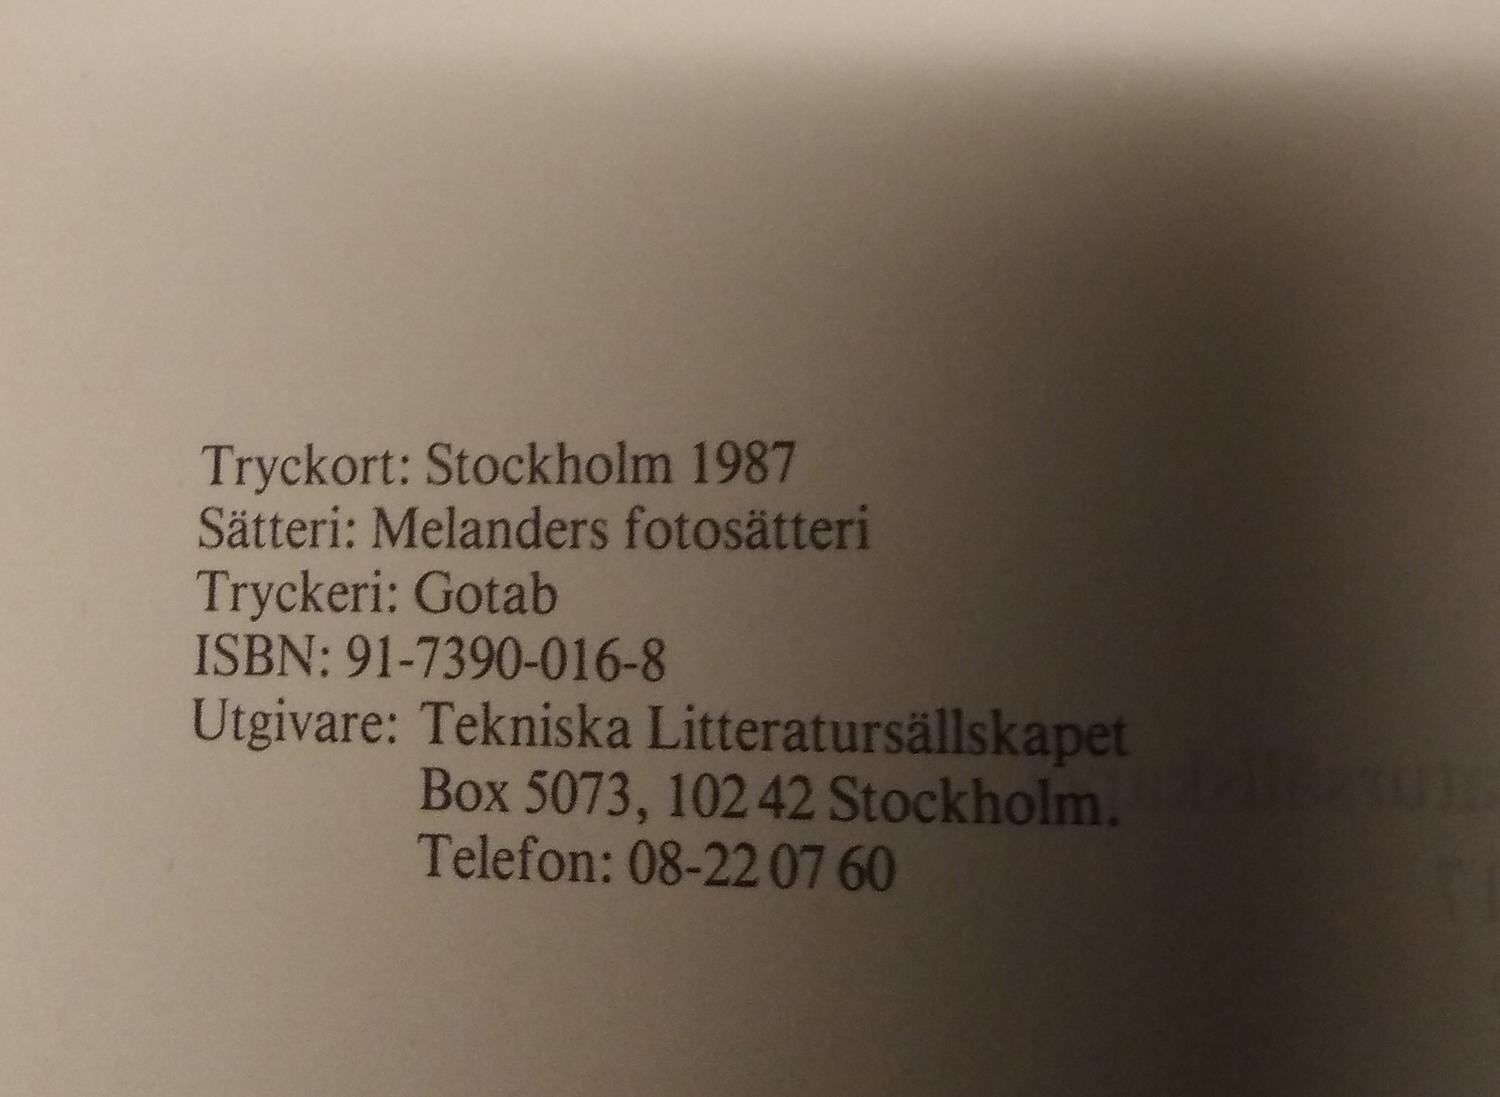 Tryckort: Stockholm 1987
Sätteri: Melanders fotosätteri
Tryckeri: Gotab
ISBN: 91-7390-016-8
Utgivare: Tekniska Litteratursällskapet
Box 5073, 102 42 Stockholm.
Telefon: 08-22 07 60